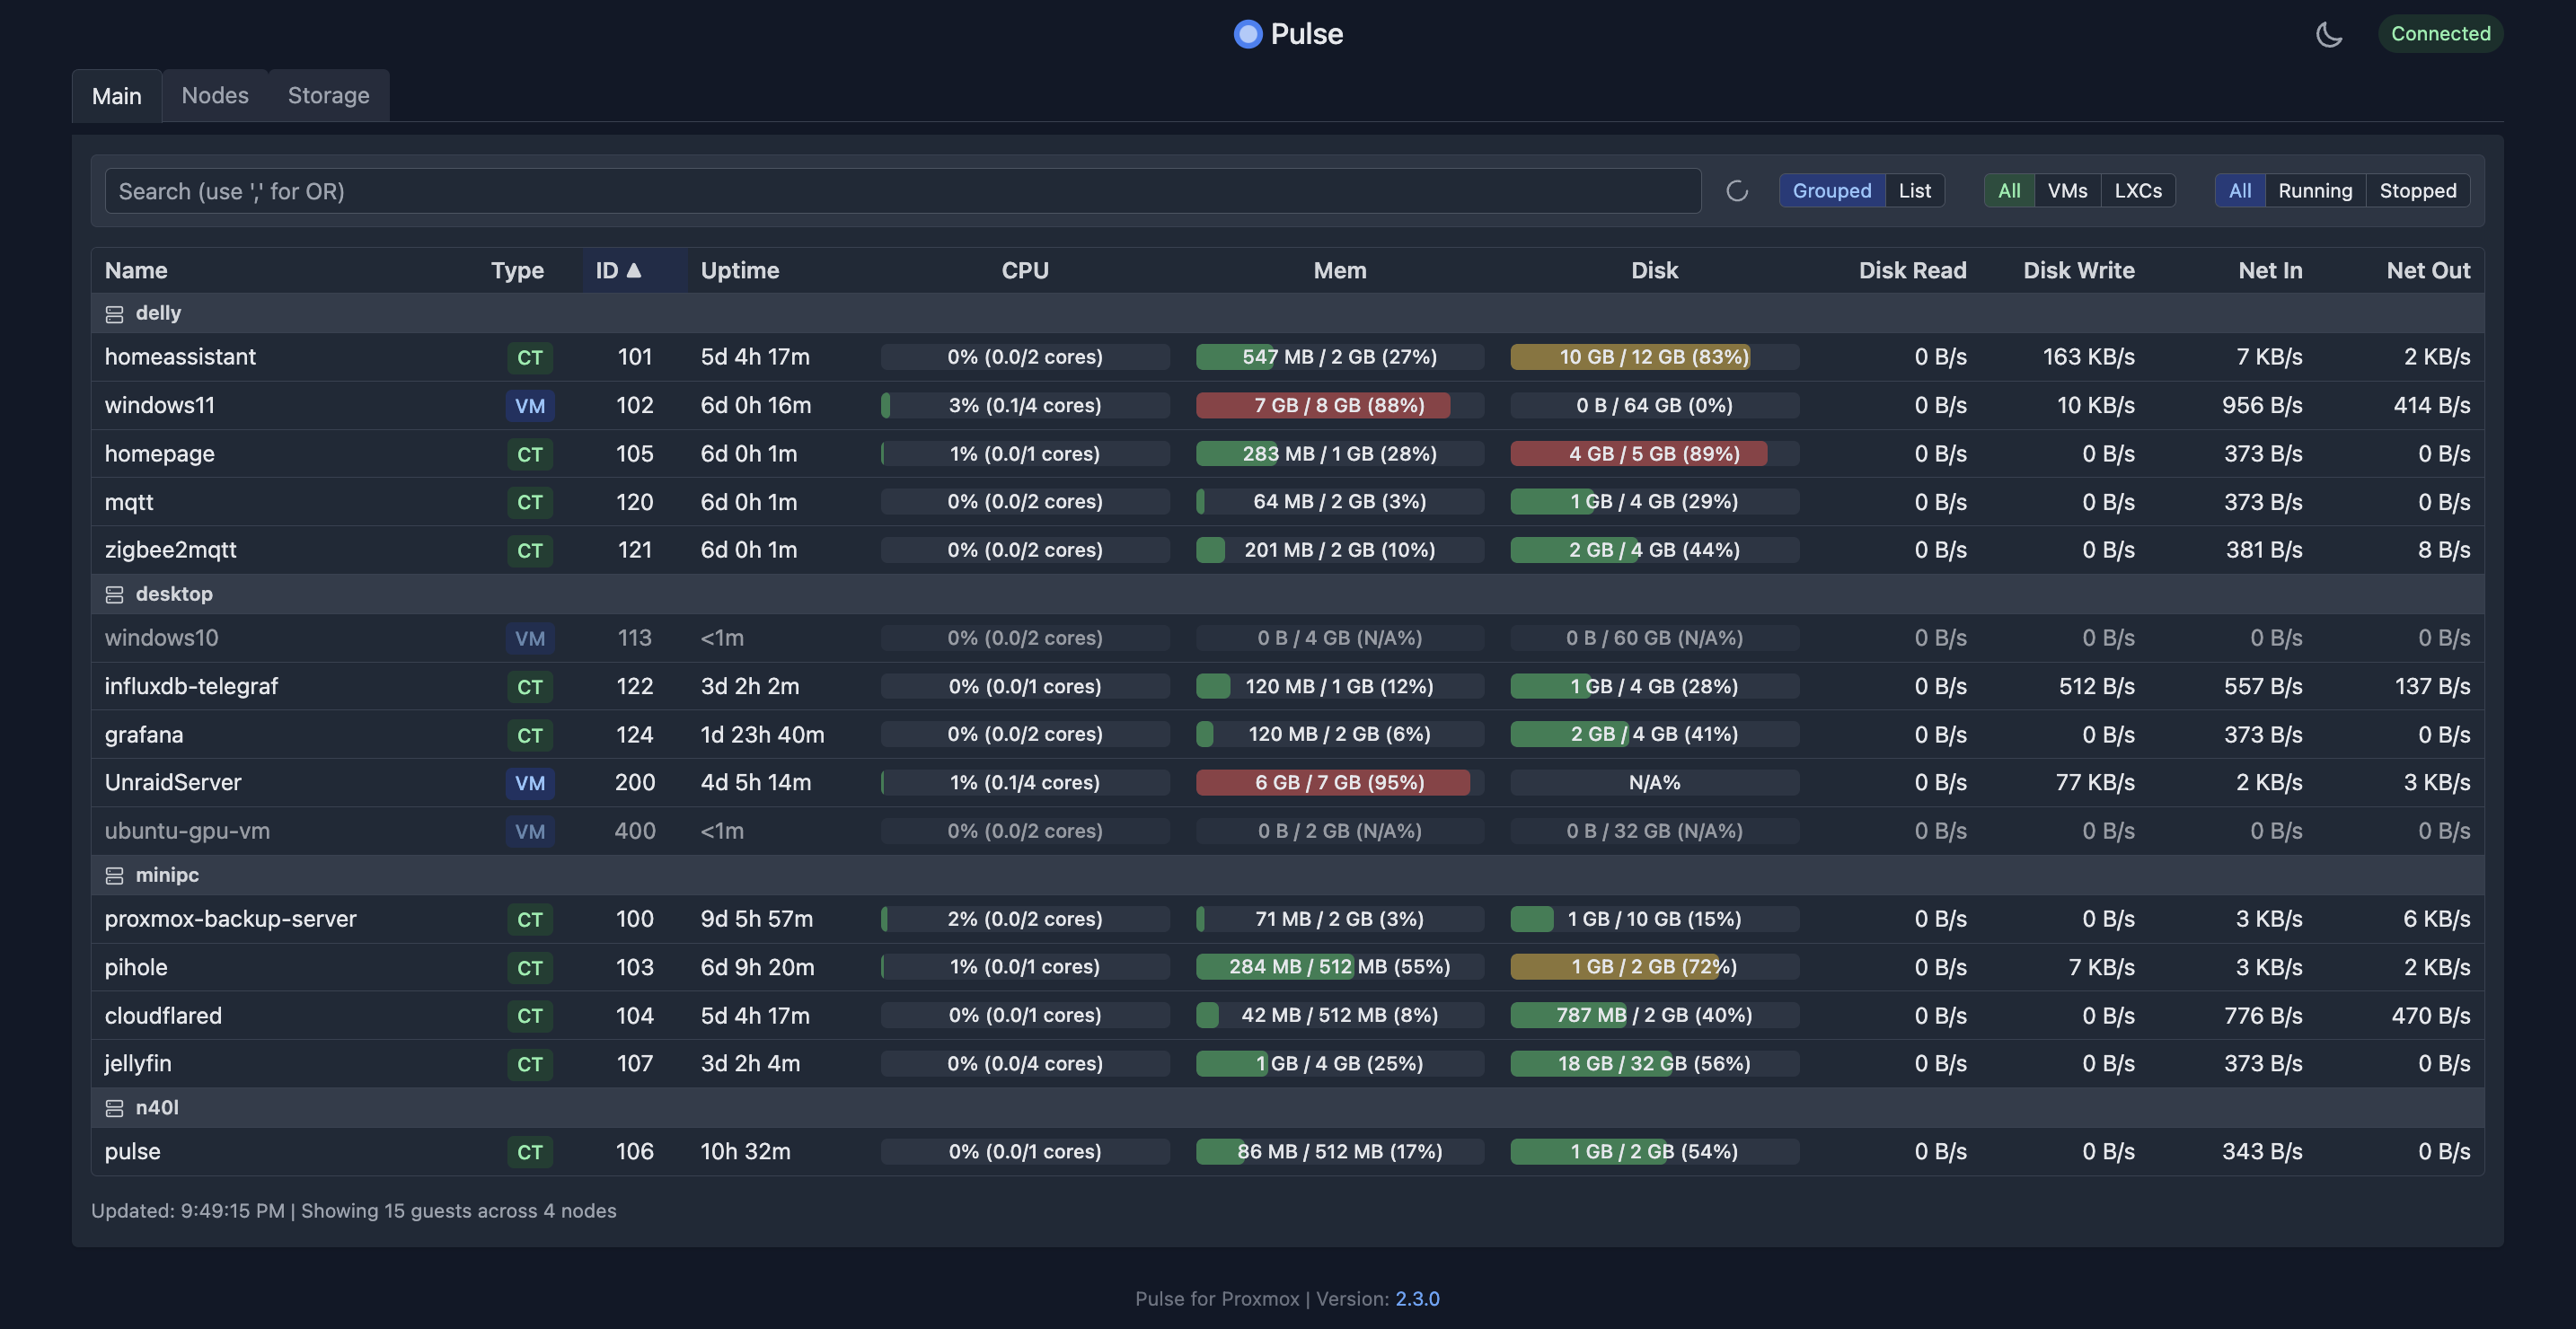 Pulse
Connected
Main Nodes Storage
Search (use ',' for OR) Grouped List All VMs LXCs All Running Stopped
Name Type ID ▲ Uptime CPU Mem Disk Disk Read Disk Write Net In Net Out
delly
homeassistant CT 101 5d 4h 17m 0% (0.0/2 cores) 547 MB / 2 GB (27%) 10 GB / 12 GB (83%) 0 B/s 163 KB/s 7 KB/s 2 KB/s
windows11 VM 102 6d 0h 16m 3% (0.1/4 cores) 7 GB / 8 GB (88%) 0 B / 64 GB (0%) 0 B/s 10 KB/s 956 B/s 414 B/s
homepage CT 105 6d 0h 1m 1% (0.0/1 cores) 283 MB / 1 GB (28%) 4 GB / 5 GB (89%) 0 B/s 0 B/s 373 B/s 0 B/s
mqtt CT 120 6d 0h 1m 0% (0.0/2 cores) 64 MB / 2 GB (3%) 1 GB / 4 GB (29%) 0 B/s 0 B/s 373 B/s 0 B/s
zigbee2mqtt CT 121 6d 0h 1m 0% (0.0/2 cores) 201 MB / 2 GB (10%) 2 GB / 4 GB (44%) 0 B/s 0 B/s 381 B/s 8 B/s
desktop
windows10 VM 113 <1m 0% (0.0/2 cores) 0 B / 4 GB (N/A%) 0 B / 60 GB (N/A%) 0 B/s 0 B/s 0 B/s 0 B/s
influxdb-telegraf CT 122 3d 2h 2m 0% (0.0/1 cores) 120 MB / 1 GB (12%) 1 GB / 4 GB (28%) 0 B/s 512 B/s 557 B/s 137 B/s
grafana CT 124 1d 23h 40m 0% (0.0/2 cores) 120 MB / 2 GB (6%) 2 GB / 4 GB (41%) 0 B/s 0 B/s 373 B/s 0 B/s
UnraidServer VM 200 4d 5h 14m 1% (0.1/4 cores) 6 GB / 7 GB (95%) N/A% 0 B/s 77 KB/s 2 KB/s 3 KB/s
ubuntu-gpu-vm VM 400 <1m 0% (0.0/2 cores) 0 B / 2 GB (N/A%) 0 B / 32 GB (N/A%) 0 B/s 0 B/s 0 B/s 0 B/s
minipc
proxmox-backup-server CT 100 9d 5h 57m 2% (0.0/2 cores) 71 MB / 2 GB (3%) 1 GB / 10 GB (15%) 0 B/s 0 B/s 3 KB/s 6 KB/s
pihole CT 103 6d 9h 20m 1% (0.0/1 cores) 284 MB / 512 MB (55%) 1 GB / 2 GB (72%) 0 B/s 7 KB/s 3 KB/s 2 KB/s
cloudflared CT 104 5d 4h 17m 0% (0.0/1 cores) 42 MB / 512 MB (8%) 787 MB / 2 GB (40%) 0 B/s 0 B/s 776 B/s 470 B/s
jellyfin CT 107 3d 2h 4m 0% (0.0/4 cores) 1 GB / 4 GB (25%) 18 GB / 32 GB (56%) 0 B/s 0 B/s 373 B/s 0 B/s
n40l
pulse CT 106 10h 32m 0% (0.0/1 cores) 86 MB / 512 MB (17%) 1 GB / 2 GB (54%) 0 B/s 0 B/s 343 B/s 0 B/s
Updated: 9:49:15 PM | Showing 15 guests across 4 nodes
Pulse for Proxmox | Version: 2.3.0